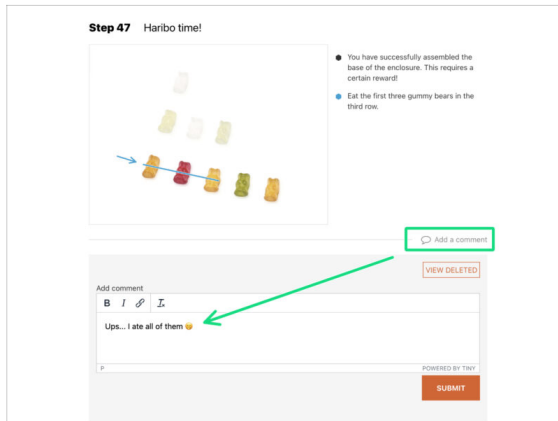 Step 47 Haribo time!
You have successfully assembled the
base of the enclosure. This requires a
certain reward!
Eat the first three gummy bears in the
third row.
Add a comment
VIEW DELETED
Add comment
B I
Ups... I ate all of them 😁
P POWERED BY TINY
SUBMIT